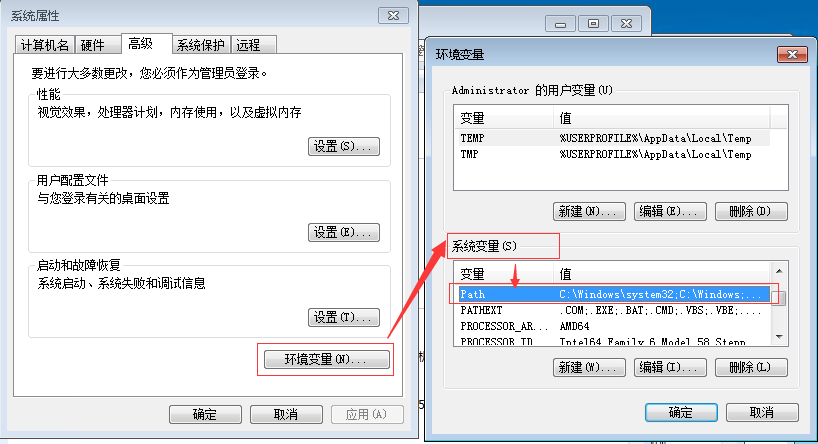 系统属性
计算机名 硬件 高级 系统保护 远程
要进行大多数更改，您必须作为管理员登录。
性能
视觉效果，处理器计划，内存使用，以及虚拟内存
设置(S)...
用户配置文件
与您登录有关的桌面设置
设置(E)...
启动和故障恢复
系统启动、系统失败和调试信息
设置(T)...
环境变量(N)...
确定 取消 应用(A)
环境变量
Administrator 的用户变量(U)
变量 值
TEMP %USERPROFILE%\AppData\Local\Temp
TMP %USERPROFILE%\AppData\Local\Temp
新建(N)... 编辑(E)... 删除(D)
系统变量(S)
变量 值
Path C:\Windows\system32;C:\Windows;...
PATHEXT .COM;.EXE;.BAT;.CMD;.VBS;.VBE;....
PROCESSOR_AR... AMD64
PROCESSOR_ID Intel64 Family 6 Model 58 Stepp
新建(W)... 编辑(I)... 删除(L)
确定 取消